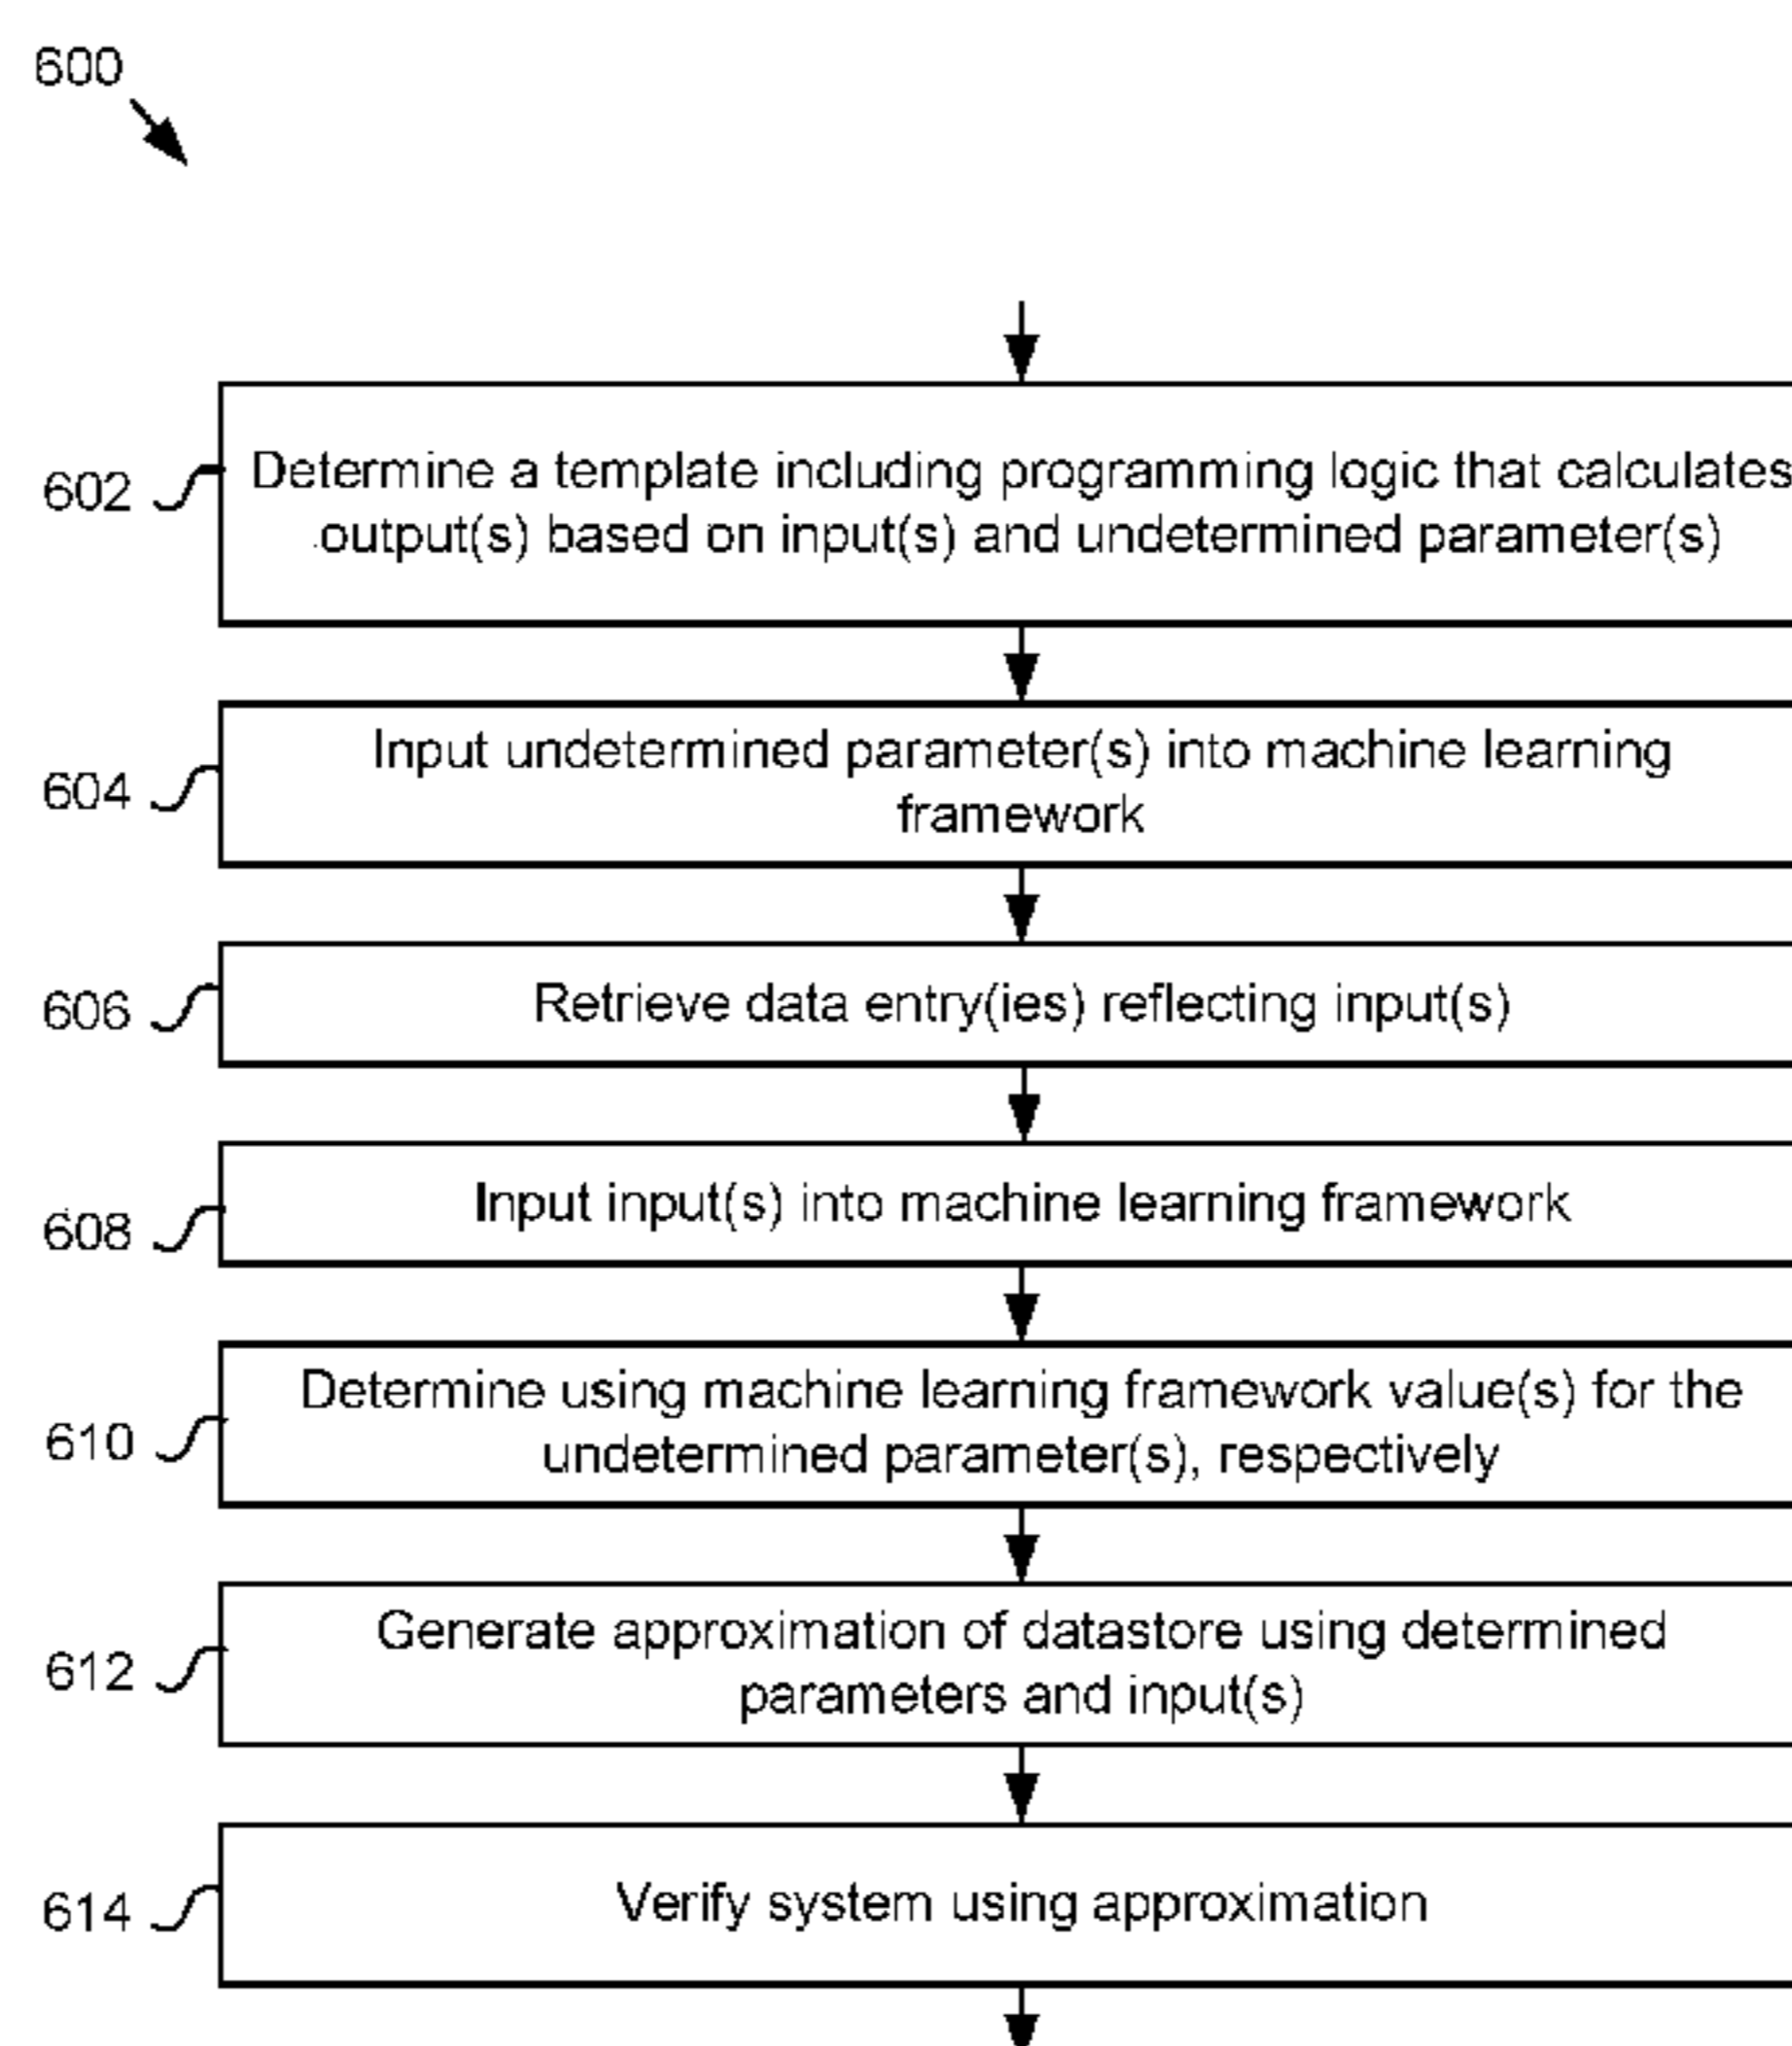 600
602
Determine a template including programming logic that calculates
output(s) based on input(s) and undetermined parameter(s)
604
Input undetermined parameter(s) into machine learning
framework
606
Retrieve data entry(ies) reflecting input(s)
608
Input input(s) into machine learning framework
610
Determine using machine learning framework value(s) for the
undetermined parameter(s), respectively
612
Generate approximation of datastore using determined
parameters and input(s)
614
Verify system using approximation